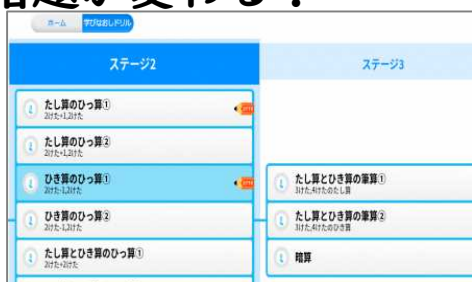 ホーム 学びなおしドリル
ステージ2
たし算のひっ算①
2けた+1,2けた
たし算のひっ算②
2けた+1,2けた
ひき算のひっ算①
2けた-1,2けた
ひき算のひっ算②
2けた-1,2けた
たし算とひき算のひっ算①
2けた+2けた
ステージ3
たし算とひき算の筆算①
3けた,4けたのたし算
たし算とひき算の筆算②
3けた,4けたのひき算
暗算